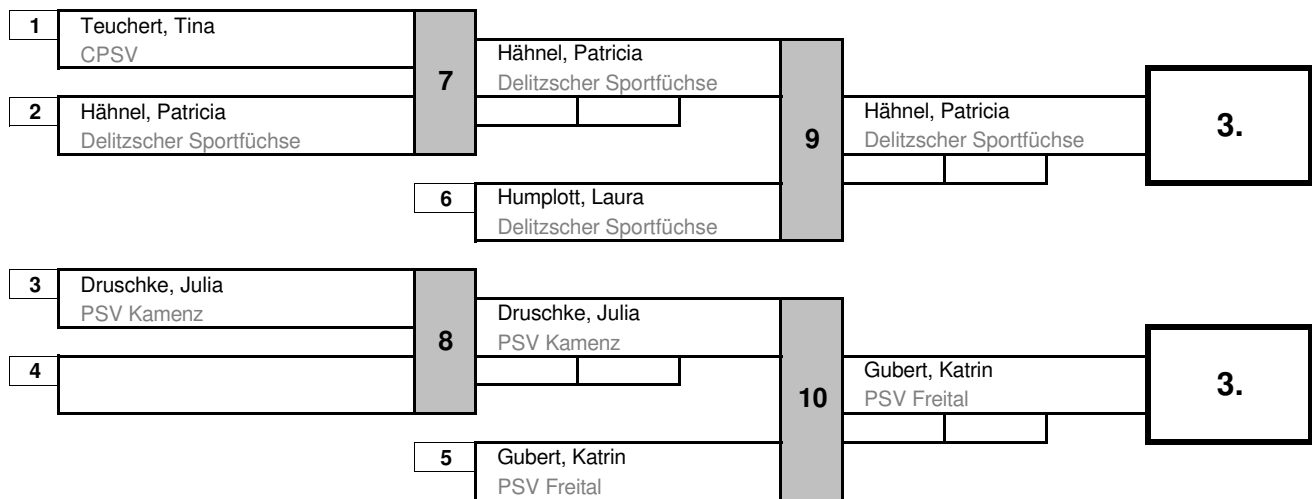 1
Teuchert, Tina
CPSV
7
Hähnel, Patricia
Delitzscher Sportfüchse
2
Hähnel, Patricia
Delitzscher Sportfüchse
9
Hähnel, Patricia
Delitzscher Sportfüchse
3.
6
Humplott, Laura
Delitzscher Sportfüchse
3
Druschke, Julia
PSV Kamenz
8
Druschke, Julia
PSV Kamenz
4
10
Gubert, Katrin
PSV Freital
3.
5
Gubert, Katrin
PSV Freital